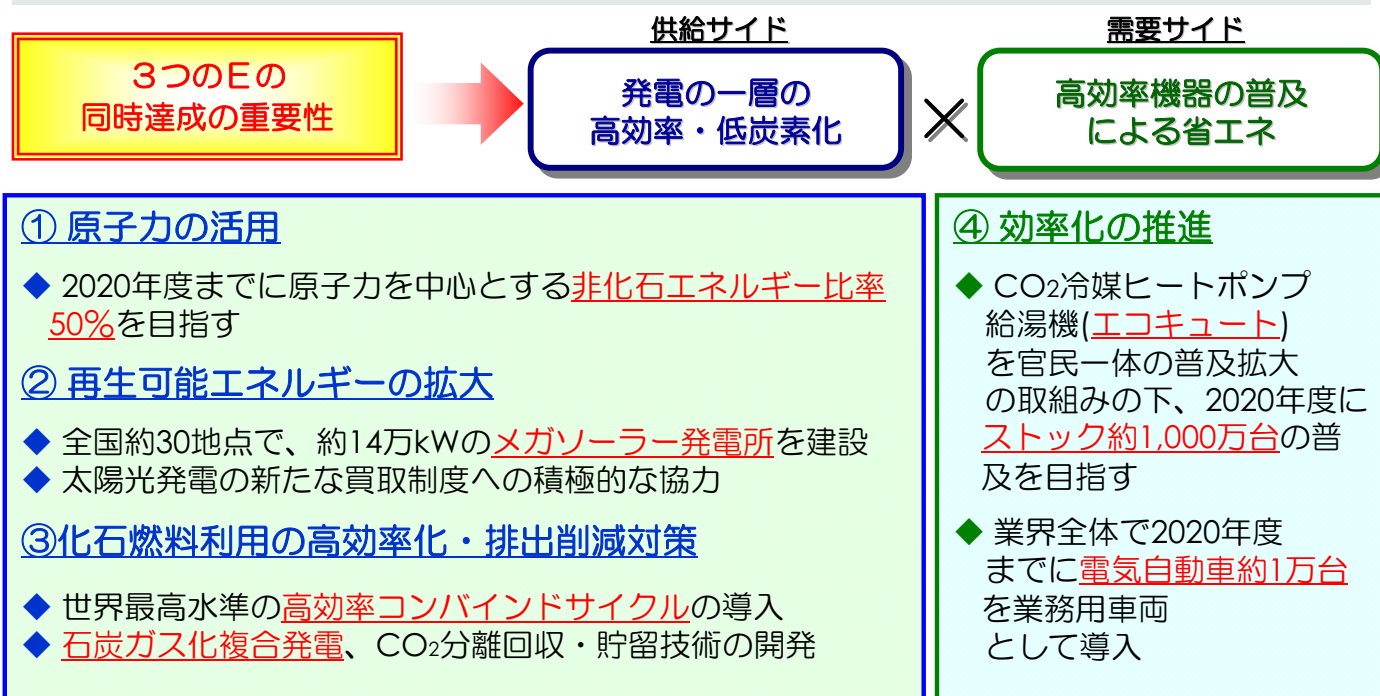 ３つのＥの
同時達成の重要性
供給サイド
発電の一層の
高効率・低炭素化
×
需要サイド
高効率機器の普及
による省エネ
① 原子力の活用
◆ 2020年度までに原子力を中心とする非化石エネルギー比率
50％を目指す
② 再生可能エネルギーの拡大
◆ 全国約30地点で、約14万kWのメガソーラー発電所を建設
◆ 太陽光発電の新たな買取制度への積極的な協力
③化石燃料利用の高効率化・排出削減対策
◆ 世界最高水準の高効率コンバインドサイクルの導入
◆ 石炭ガス化複合発電、CO2分離回収・貯留技術の開発
④ 効率化の推進
◆ CO2冷媒ヒートポンプ
給湯機(エコキュート)
を官民一体の普及拡大
の取組みの下、2020年度に
ストック約1,000万台の普
及を目指す
◆ 業界全体で2020年度
までに電気自動車約1万台
を業務用車両
として導入